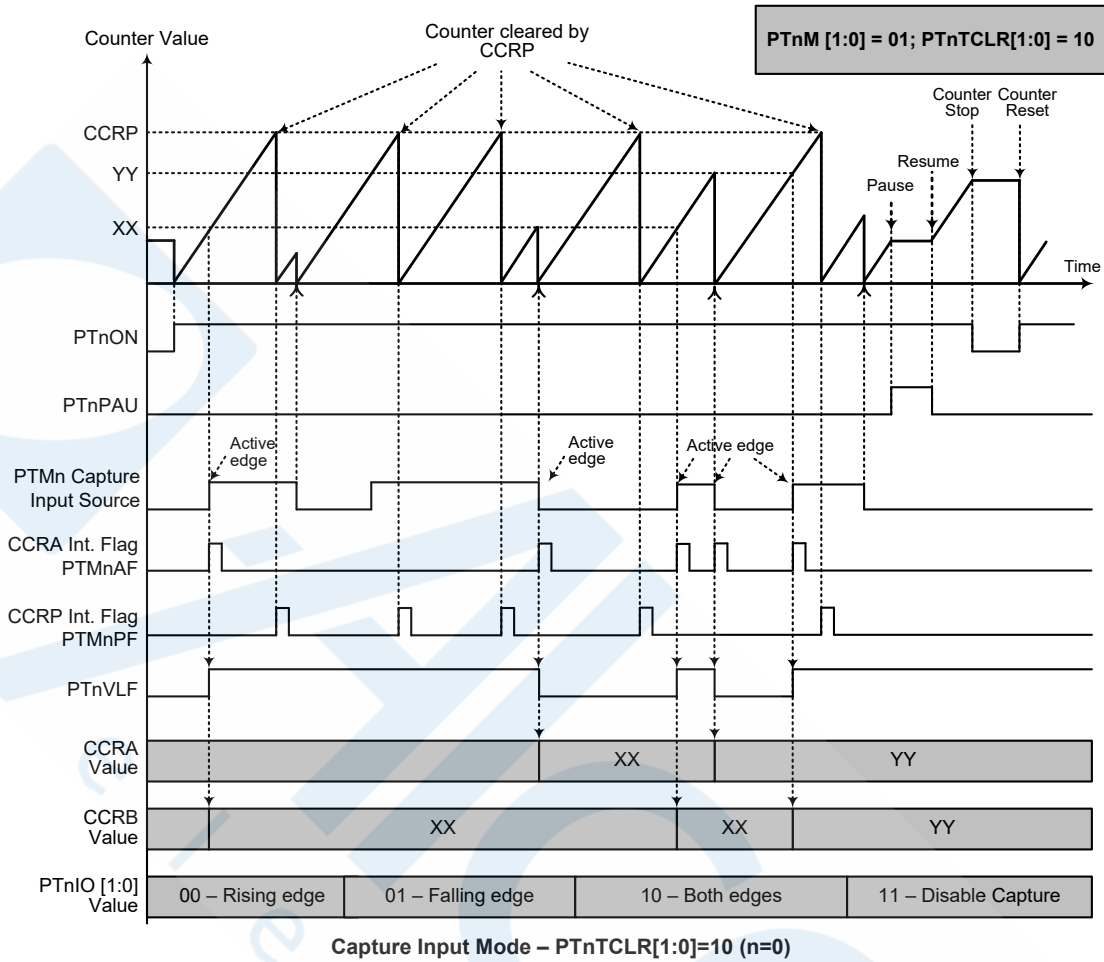 PTnM [1:0] = 01; PTnTCLR[1:0] = 10
Counter Value
Counter cleared by
CCRP
Counter
Stop
Counter
Reset
CCRP
YY
XX
Pause
Resume
Time
PTnON
PTnPAU
Active
edge
Active
edge
Active edge
PTMn Capture
Input Source
CCRA Int. Flag
PTMnAF
CCRP Int. Flag
PTMnPF
PTnVLF
CCRA
Value
XX
YY
CCRB
Value
XX
XX
YY
PTnIO [1:0]
Value
00 – Rising edge
01 – Falling edge
10 – Both edges
11 – Disable Capture
Capture Input Mode – PTnTCLR[1:0]=10 (n=0)